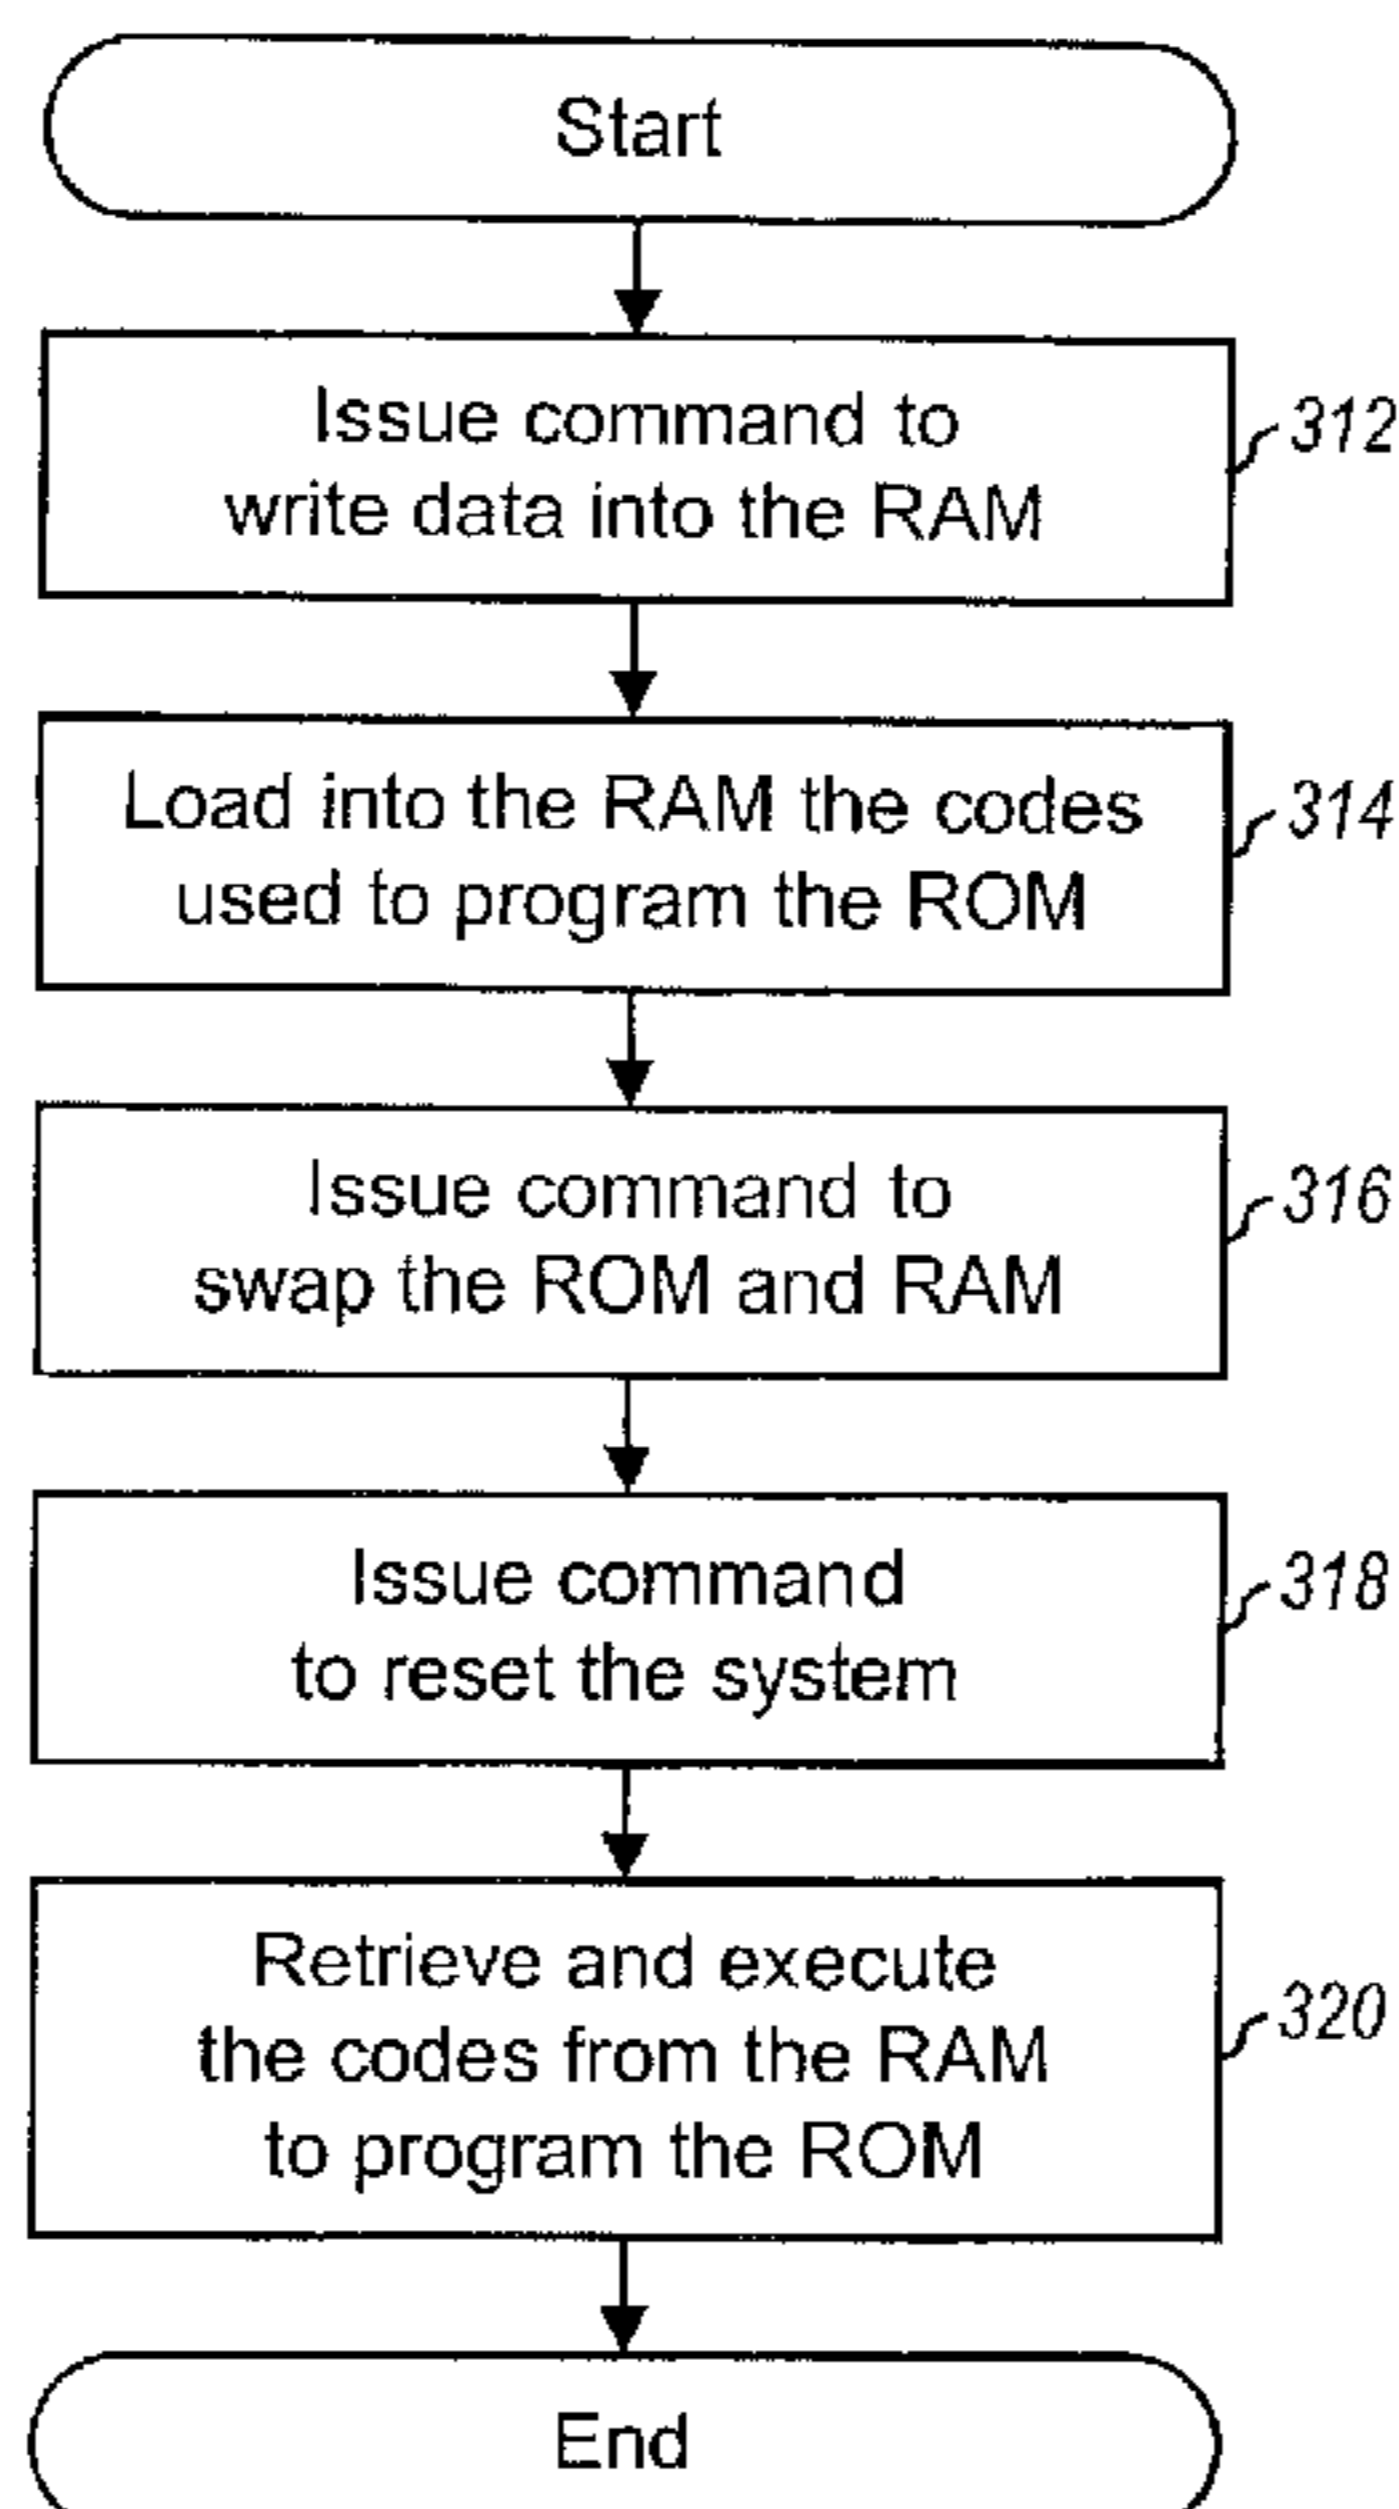 Start
Issue command to
write data into the RAM
312
Load into the RAM the codes
used to program the ROM
314
Issue command to
swap the ROM and RAM
316
Issue command
to reset the system
318
Retrieve and execute
the codes from the RAM
to program the ROM
320
End